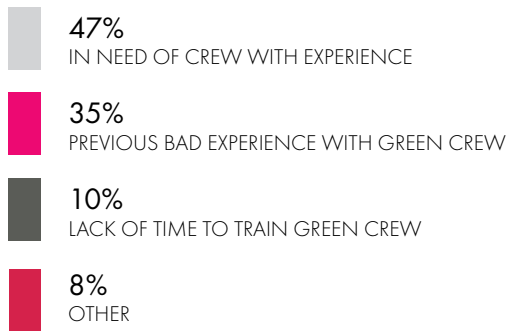 47%
IN NEED OF CREW WITH EXPERIENCE
35%
PREVIOUS BAD EXPERIENCE WITH GREEN CREW
10%
LACK OF TIME TO TRAIN GREEN CREW
8%
OTHER